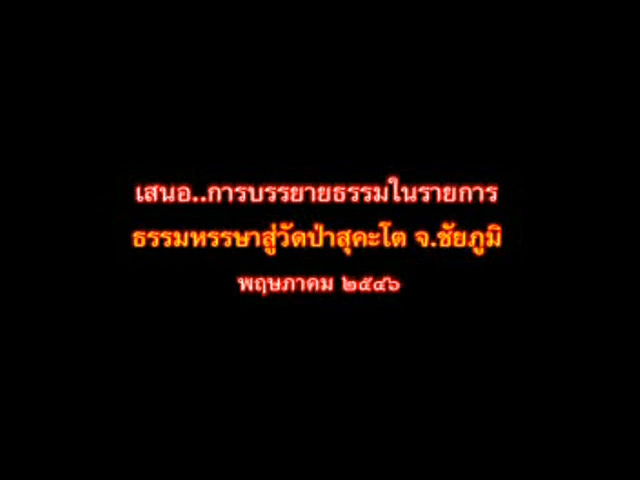 เสนอ..การบรรยายธรรมในรายการ
ธรรมหรรษาสู่วัดป่าสุคะโต จ.ชัยภูมิ
พฤษภาคม ๒๕๔๖